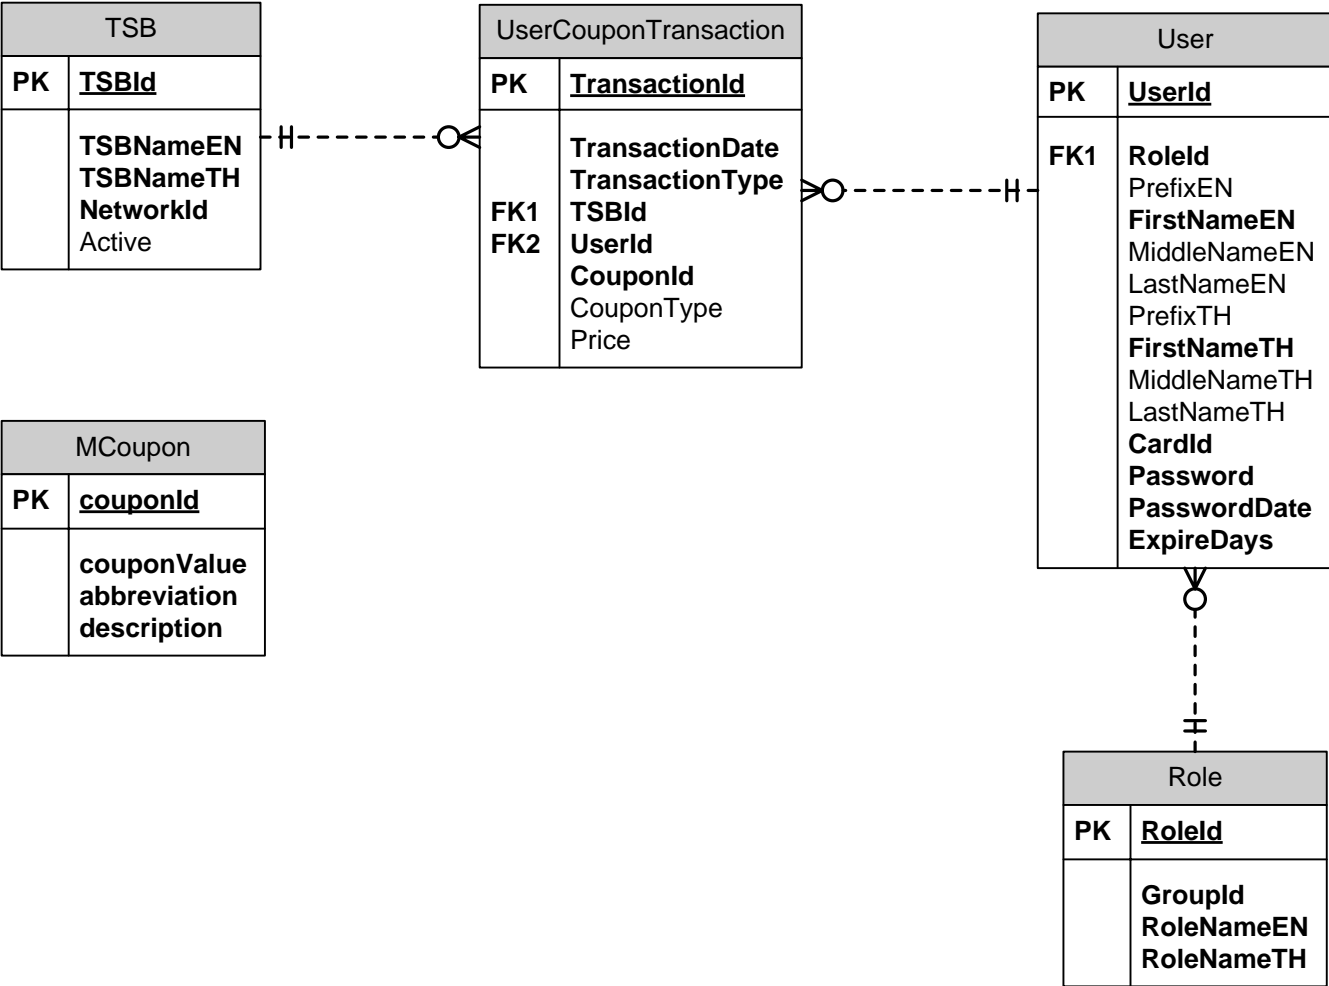 TSB
PK TSBId
TSBNameEN
TSBNameTH
NetworkId
Active
UserCouponTransaction
PK TransactionId
TransactionDate
TransactionType
FK1 TSBId
FK2 UserId
CouponId
CouponType
Price
User
PK UserId
FK1 RoleId
PrefixEN
FirstNameEN
MiddleNameEN
LastNameEN
PrefixTH
FirstNameTH
MiddleNameTH
LastNameTH
CardId
Password
PasswordDate
ExpireDays
MCoupon
PK couponId
couponValue
abbreviation
description
Role
PK RoleId
GroupId
RoleNameEN
RoleNameTH